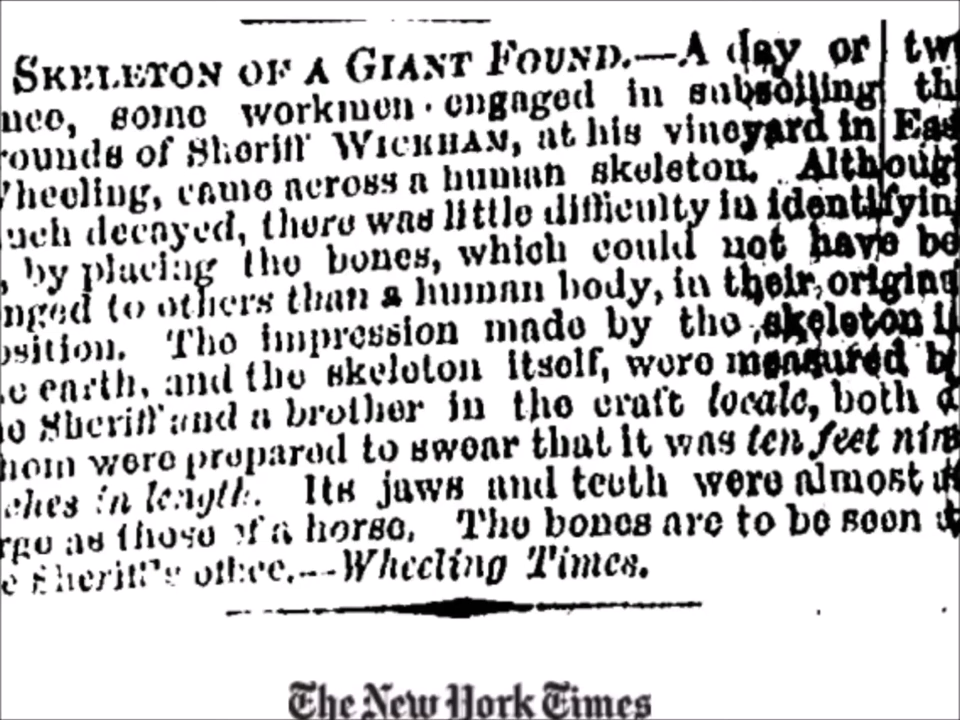 SKELETON OF A GIANT FOUND.—A day or tw
nce, some workmen engaged in subsoiling th
rounds of Sheriff WICKHAM, at his vineyard in Eas
Wheeling, came across a human skeleton. Althoug
uch decayed, there was little difficulty in identifyin
, by placing the bones, which could not have be
nged to others than a human body, in their origina
osition. The impression made by the skeleton i
e earth, and the skeleton itself, were measured b
e Sheriff and a brother in the craft locale, both o
hom were prepared to swear that it was ten feet nine
ches in length. Its jaws and teeth were almost as
rge as those of a horse. The bones are to be seen at
e Sheriff's office.—Wheeling Times.
The New York Times